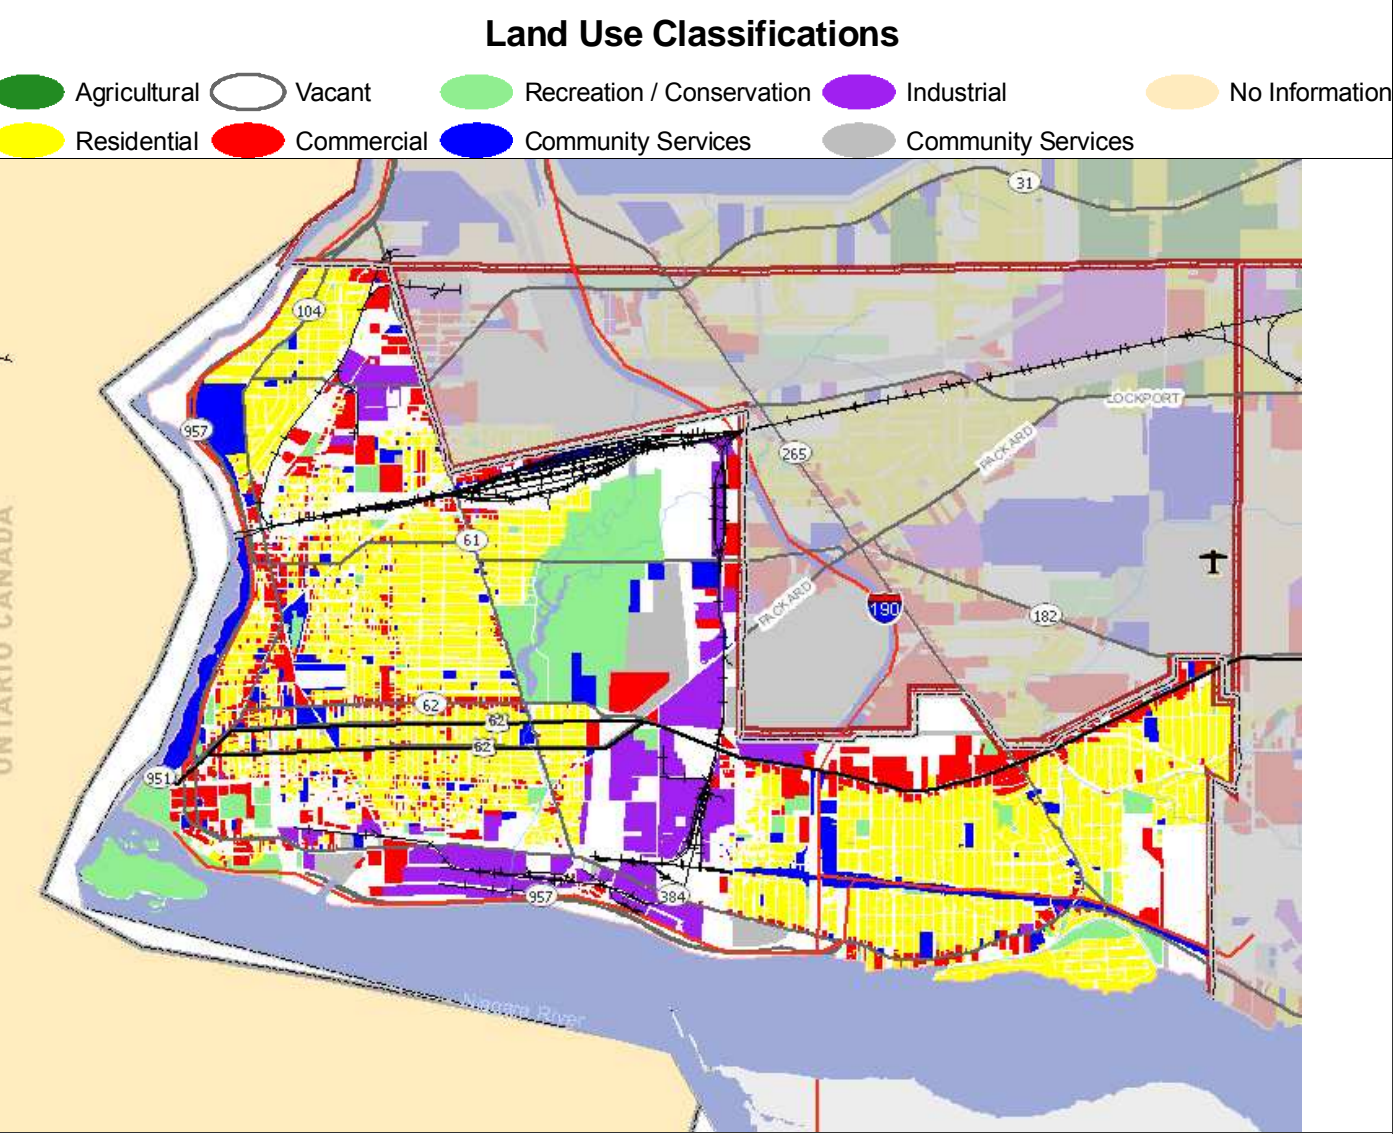 Land Use Classifications
Agricultural Vacant Recreation / Conservation Industrial No Information
Residential Commercial Community Services Community Services
31
104
LOCKPORT
957
PACKARD
265
61
ONTARIO CANADA
PACKARD
190
182
62
62
62
951
957
384
Niagara River